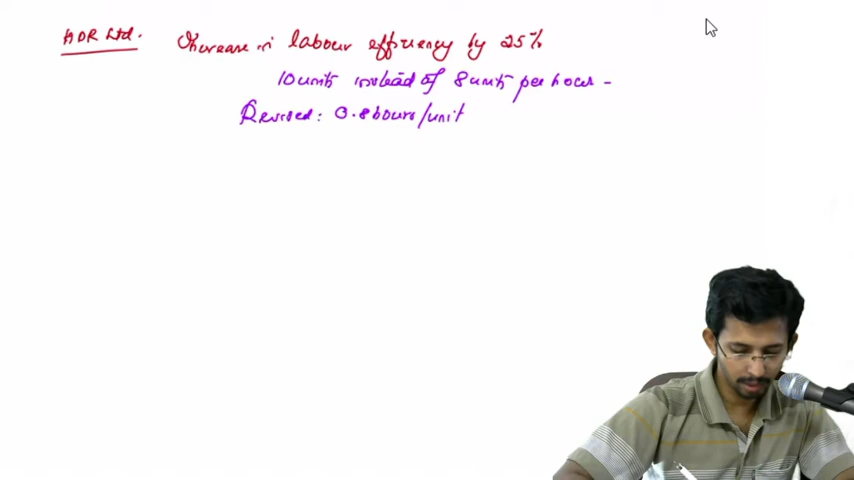 ADR Ltd. Increase in labour efficiency by 25%
10 units instead of 8 units per hour -
Revised: 0.8 hours/unit